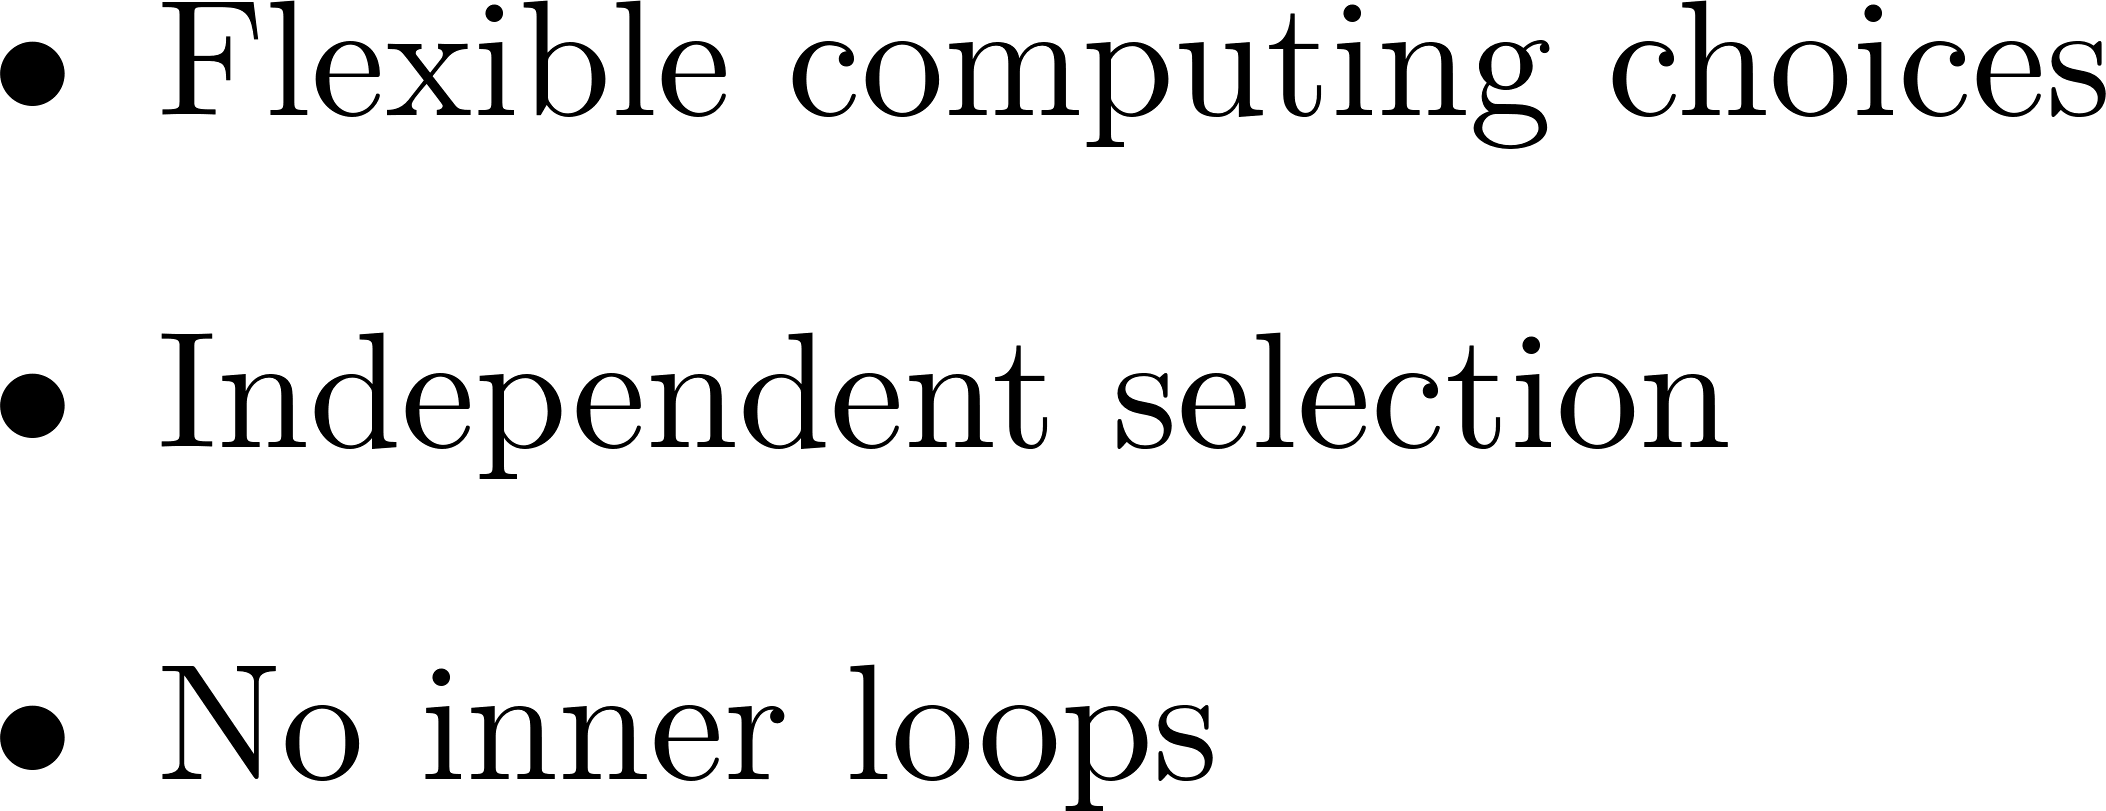 • Flexible computing choices
• Independent selection
• No inner loops